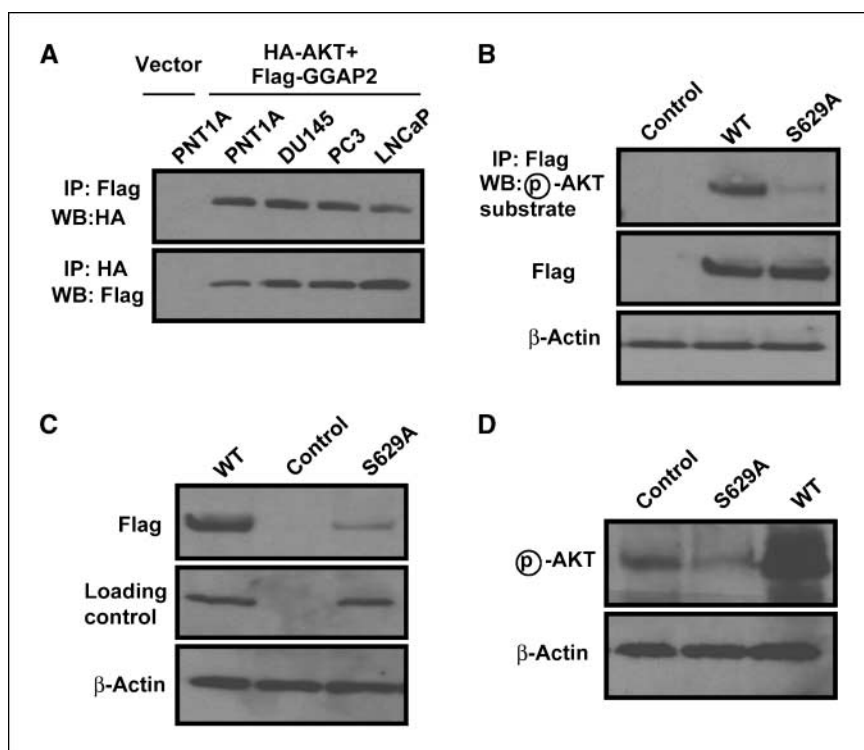 A
Vector
HA-AKT+
Flag-GGAP2
PNT1A
PNT1A
DU145
PC3
LNCaP
IP: Flag
WB:HA
IP: HA
WB: Flag
B
Control
WT
S629A
IP: Flag
WB:ⓟ-AKT
substrate
Flag
β-Actin
C
WT
Control
S629A
Flag
Loading
control
β-Actin
D
Control
S629A
WT
ⓟ-AKT
β-Actin